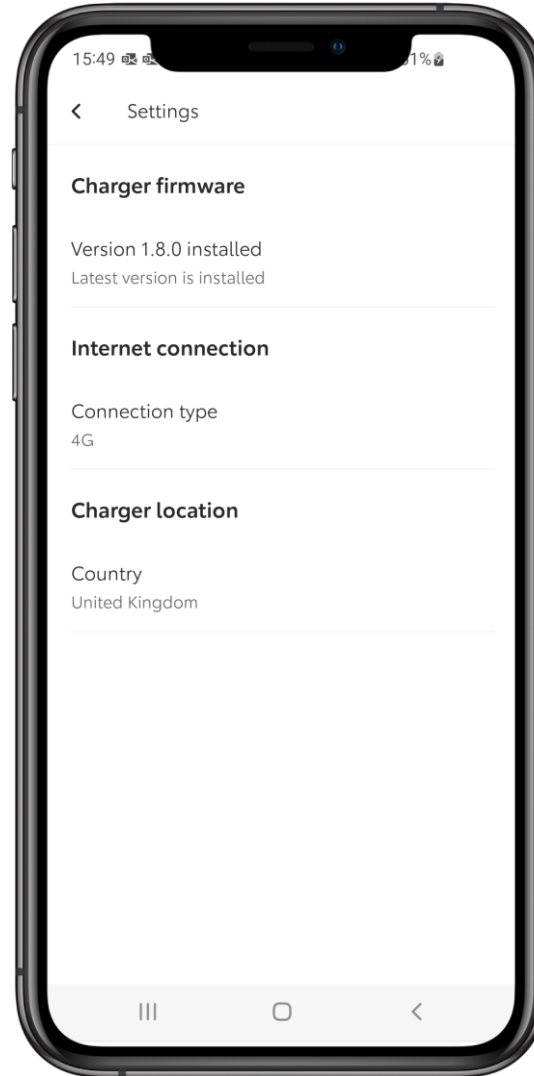 15:49
1%
Settings
Charger firmware
Version 1.8.0 installed
Latest version is installed
Internet connection
Connection type
4G
Charger location
Country
United Kingdom